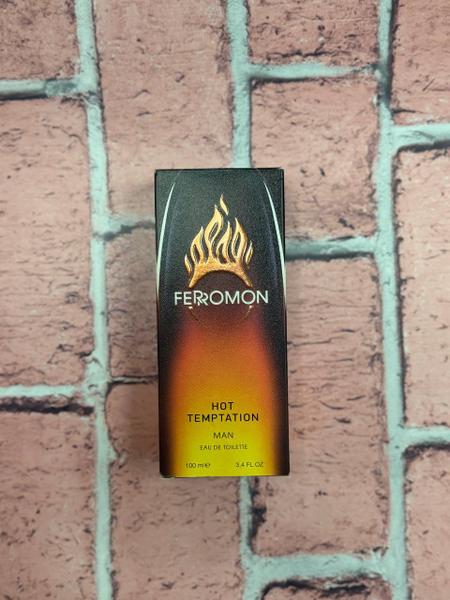 FERROMON
HOT
TEMPTATION
MAN
EAU DE TOILETTE
100 ml℮ 3,4 FL.OZ